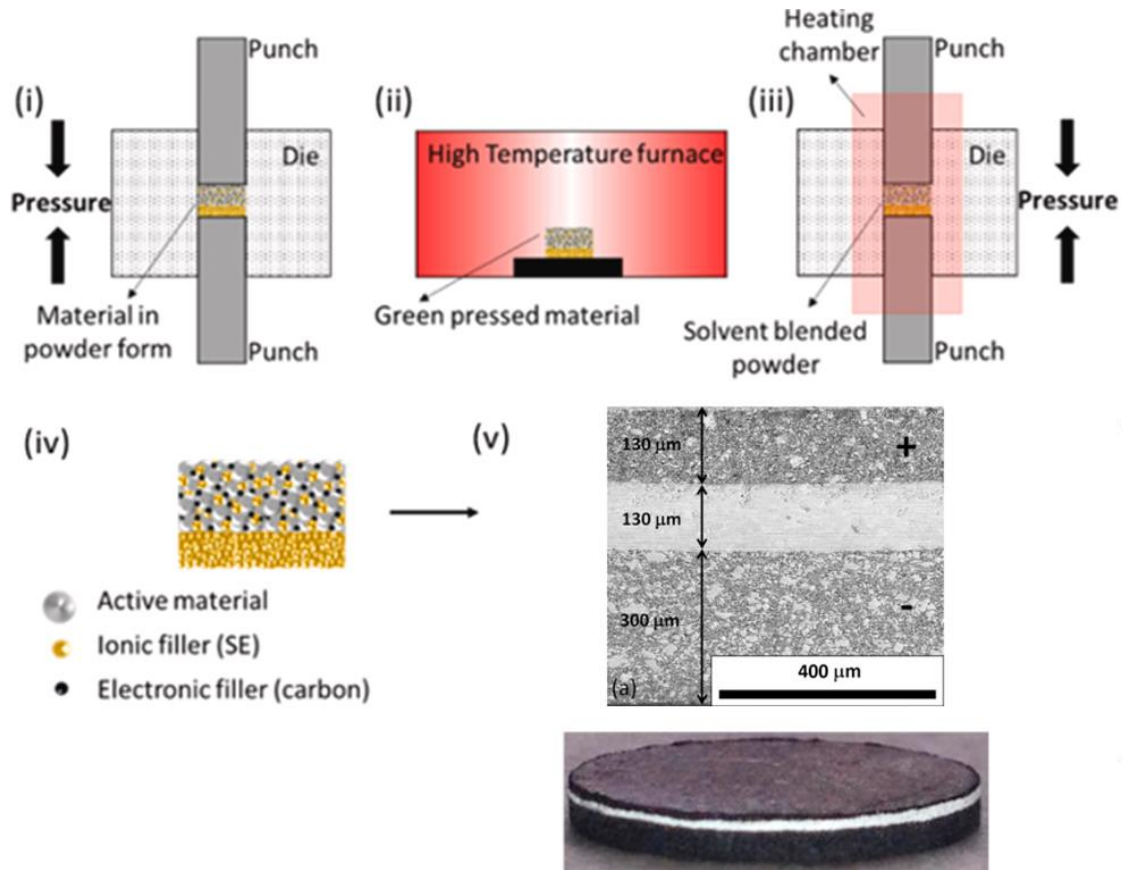 (i)
Punch
Die
Pressure
Material in
powder form
Punch
(ii)
High Temperature furnace
Green pressed material
(iii)
Heating
chamber
Punch
Die
Pressure
Solvent blended
powder
Punch
(iv)
Active material
Ionic filler (SE)
Electronic filler (carbon)
(v)
130 μm
+
130 μm
300 μm
-
(a)
400 μm